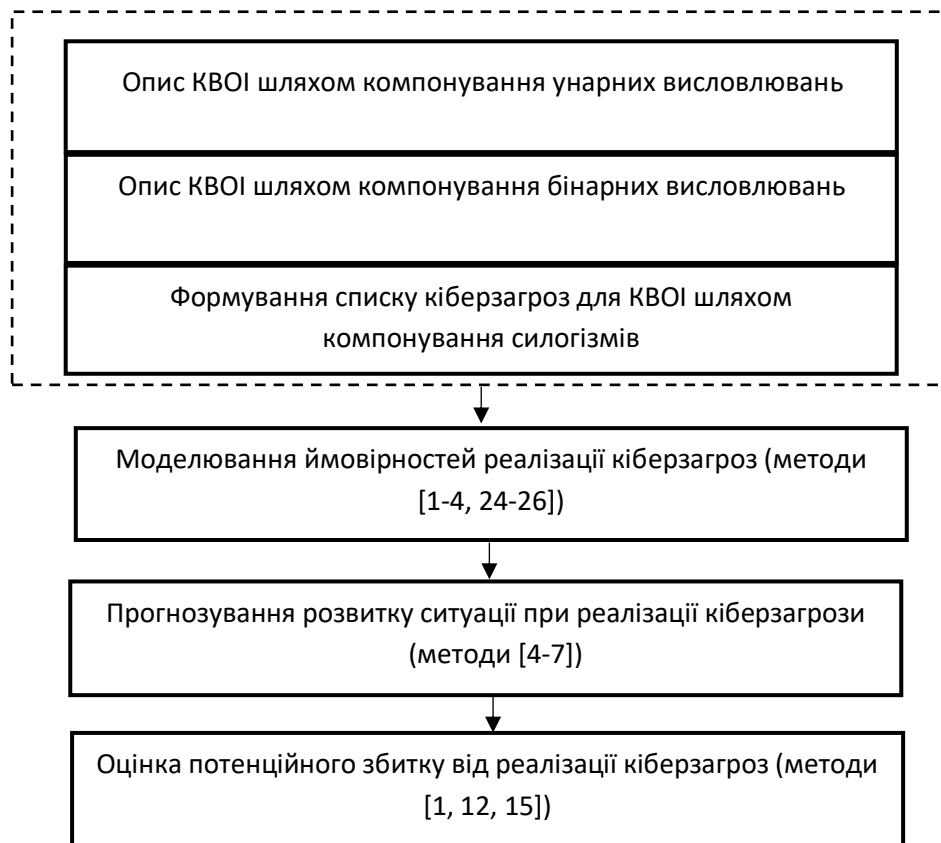 Опис КВОІ шляхом компонування унарних висловлювань
Опис КВОІ шляхом компонування бінарних висловлювань
Формування списку кіберзагроз для КВОІ шляхом
компонування силогізмів
Моделювання ймовірностей реалізації кіберзагроз (методи
[1-4, 24-26])
Прогнозування розвитку ситуації при реалізації кіберзагрози
(методи [4-7])
Оцінка потенційного збитку від реалізації кіберзагроз (методи
[1, 12, 15])